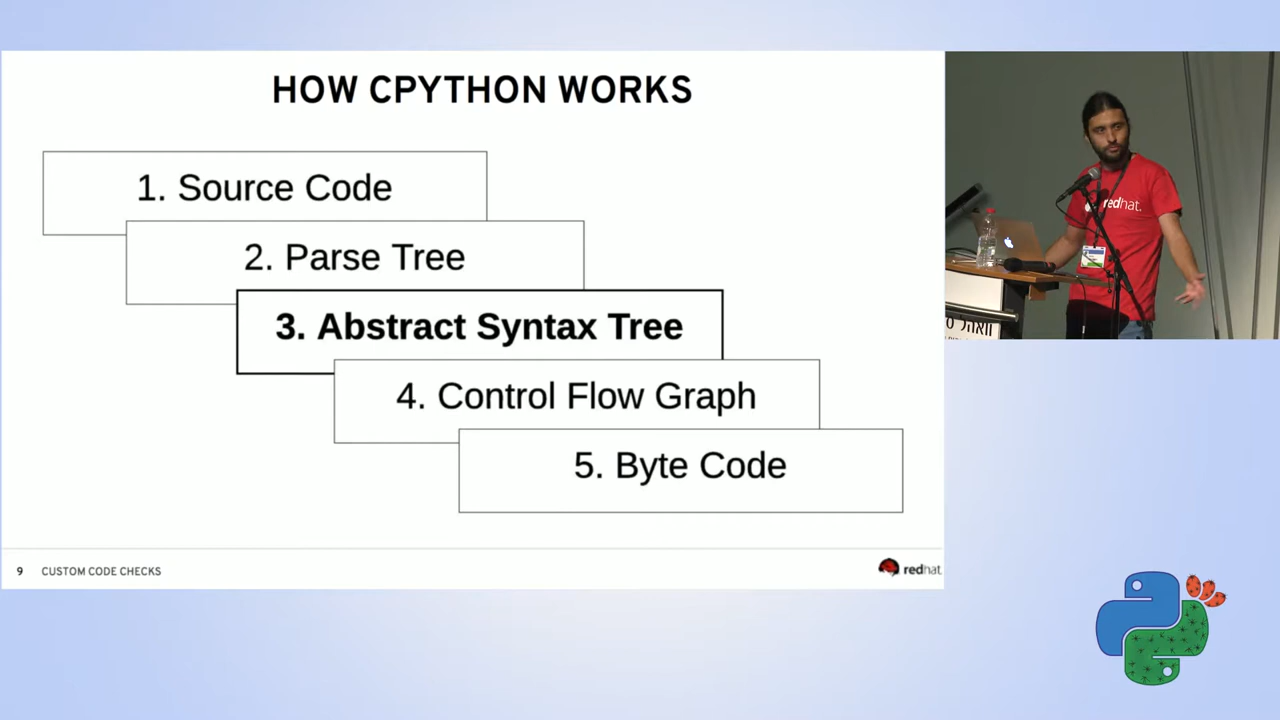 HOW CPYTHON WORKS
1. Source Code
2. Parse Tree
3. Abstract Syntax Tree
4. Control Flow Graph
5. Byte Code
9 CUSTOM CODE CHECKS
redhat.
redhat.